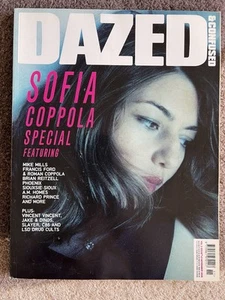 DAZED
& CONFUSED
SOFIA
COPPOLA
SPECIAL
FEATURING
MIKE MILLS
FRANCIS FORD
& ROMAN COPPOLA
BRIAN REITZELL
PHOENIX
SIOUXSIE SIOUX
A.M. HOMES
RICHARD PRINCE
AND MORE
PLUS:
VINCENT VINCENT,
JAKE & DINOS,
SLAYER, CSS AND
LSD DRUG CULTS